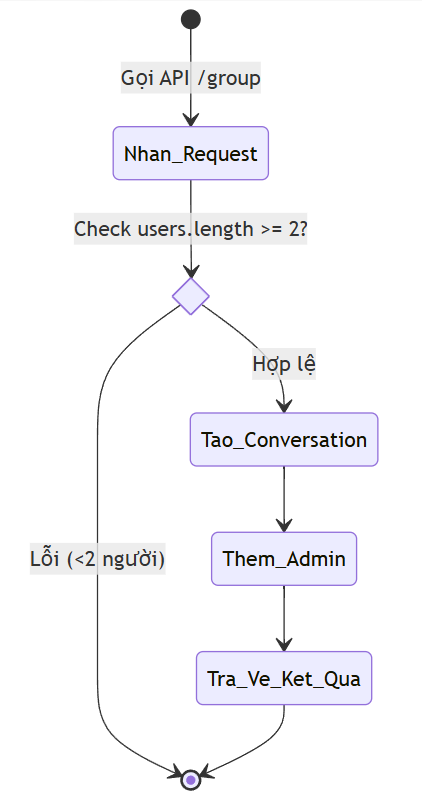 Gọi API /group
Nhan_Request
Check users.length >= 2?
Hợp lệ
Tao_Conversation
Lỗi (<2 người)
Them_Admin
Tra_Ve_Ket_Qua